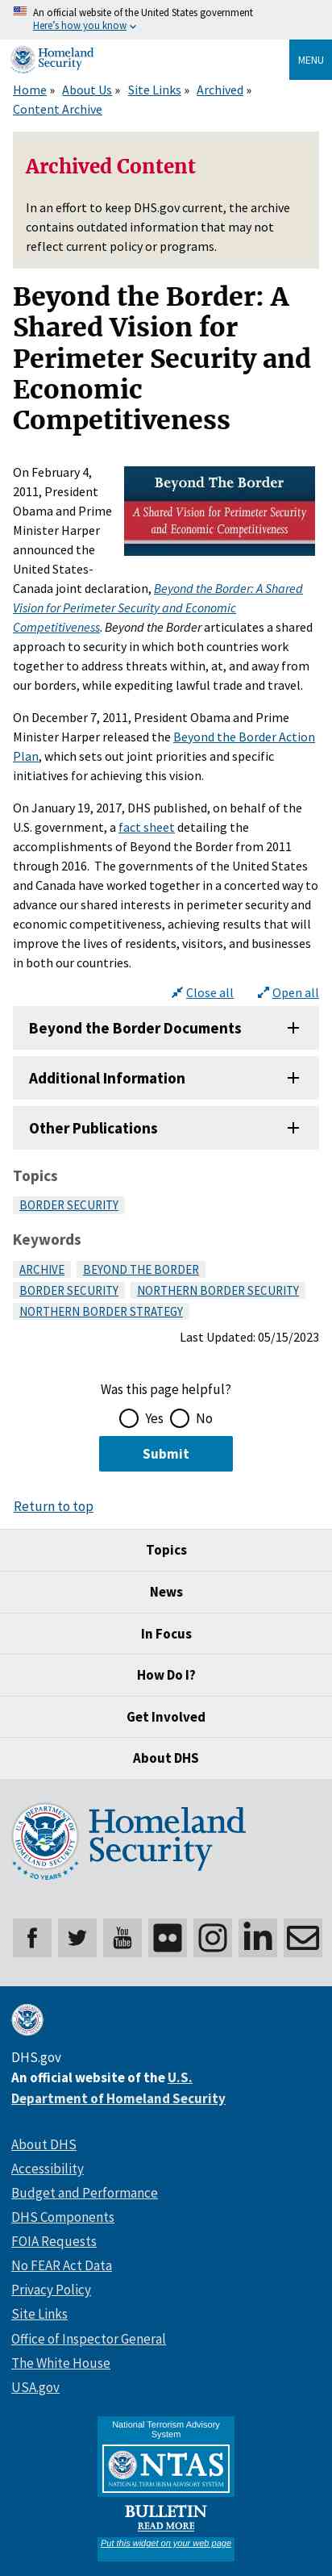 An official website of the United States government
Here's how you know
Homeland
Security
MENU
Home » About Us » Site Links » Archived »
Content Archive
Archived Content
In an effort to keep DHS.gov current, the archive
contains outdated information that may not
reflect current policy or programs.
Beyond the Border: A
Shared Vision for
Perimeter Security and
Economic
Competitiveness
Beyond The Border
A Shared Vision for Perimeter Security
and Economic Competitiveness
On February 4,
2011, President
Obama and Prime
Minister Harper
announced the
United States-
Canada joint declaration, Beyond the Border: A Shared
Vision for Perimeter Security and Economic
Competitiveness. Beyond the Border articulates a shared
approach to security in which both countries work
together to address threats within, at, and away from
our borders, while expediting lawful trade and travel.
On December 7, 2011, President Obama and Prime
Minister Harper released the Beyond the Border Action
Plan, which sets out joint priorities and specific
initiatives for achieving this vision.
On January 19, 2017, DHS published, on behalf of the
U.S. government, a fact sheet detailing the
accomplishments of Beyond the Border from 2011
through 2016.  The governments of the United States
and Canada have worked together in a concerted way to
advance our shared interests in perimeter security and
economic competitiveness, achieving results that will
improve the lives of residents, visitors, and businesses
in both our countries.
Close all Open all
Beyond the Border Documents
Additional Information
Other Publications
Topics
BORDER SECURITY
Keywords
ARCHIVE BEYOND THE BORDER
BORDER SECURITY NORTHERN BORDER SECURITY
NORTHERN BORDER STRATEGY
Last Updated: 05/15/2023
Was this page helpful?
Yes No
Submit
Return to top
Topics
News
In Focus
How Do I?
Get Involved
About DHS
U.S. DEPARTMENT OF HOMELAND SECURITY
20 YEARS
Homeland
Security
You
Tube
DHS.gov
An official website of the U.S.
Department of Homeland Security
About DHS
Accessibility
Budget and Performance
DHS Components
FOIA Requests
No FEAR Act Data
Privacy Policy
Site Links
Office of Inspector General
The White House
USA.gov
National Terrorism Advisory
System
NTAS
NATIONAL TERRORISM ADVISORY SYSTEM
BULLETIN
READ MORE
Put this widget on your web page